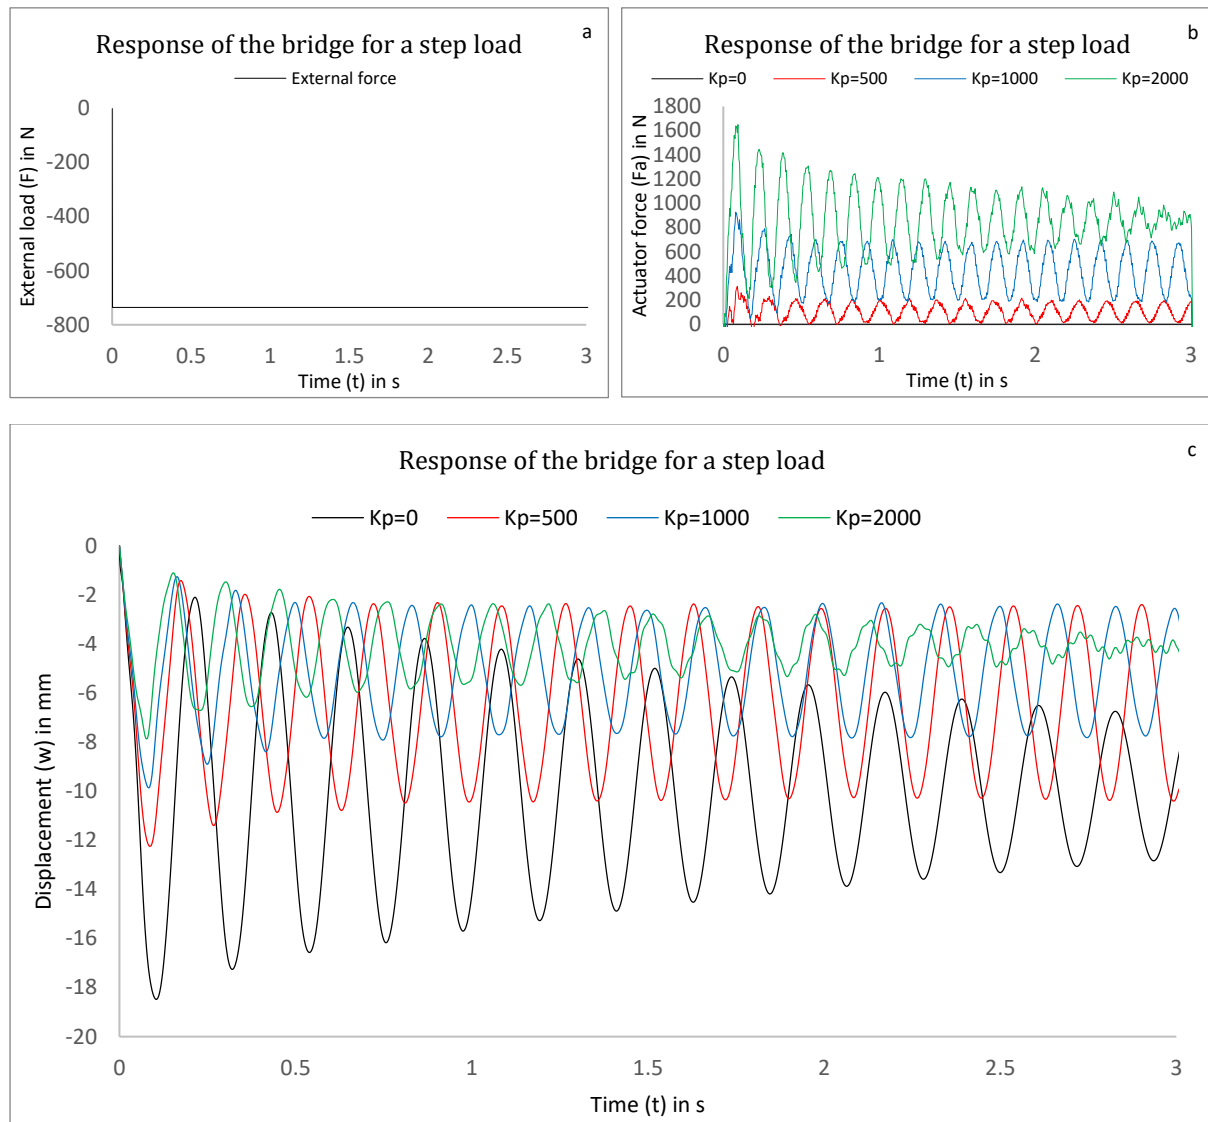 Response of the bridge for a step load
a
External force
External load (F) in N
0
-200
-400
-600
-800
0 0.5 1 1.5 2 2.5 3
Time (t) in s
Response of the bridge for a step load
b
Kp=0 Kp=500 Kp=1000 Kp=2000
Actuator force (Fa) in N
1800
1600
1400
1200
1000
800
600
400
200
0
0 1 2 3
Time (t) in s
Response of the bridge for a step load
c
Kp=0 Kp=500 Kp=1000 Kp=2000
Displacement (w) in mm
0
-2
-4
-6
-8
-10
-12
-14
-16
-18
-20
0 0.5 1 1.5 2 2.5 3
Time (t) in s